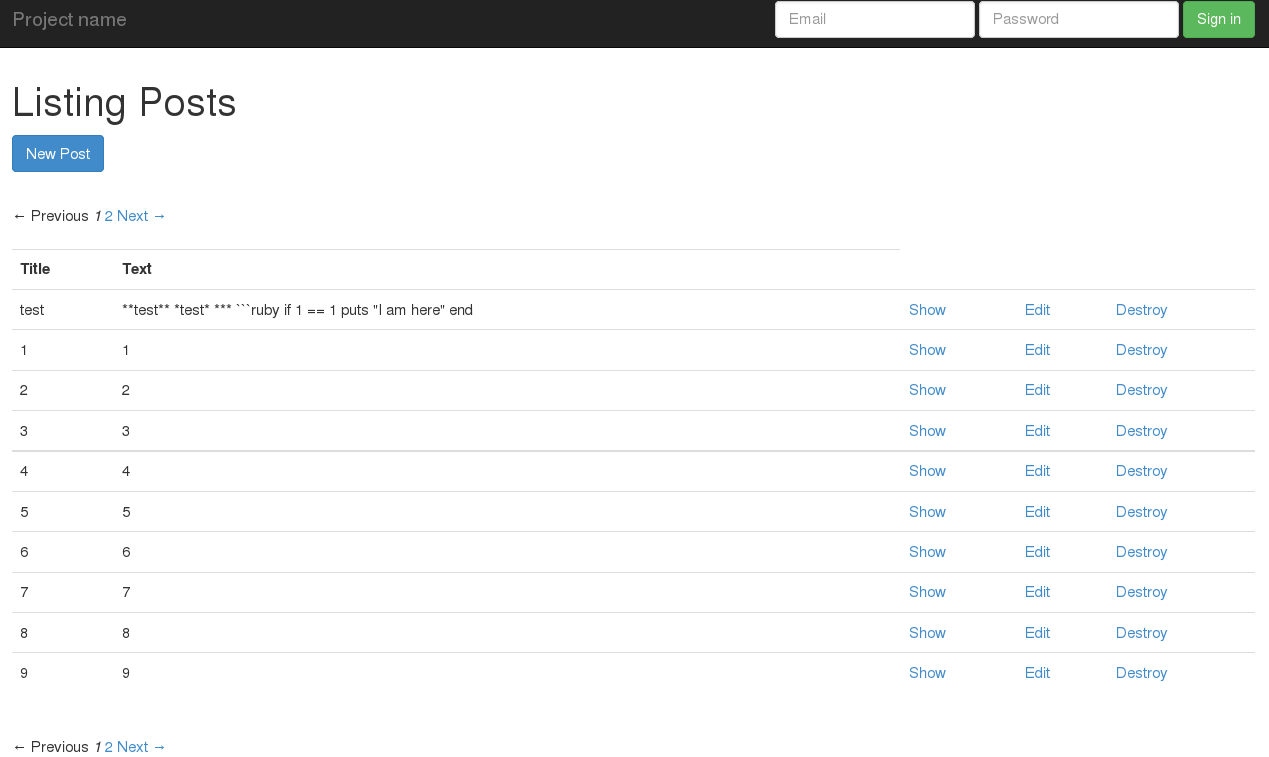 Project name Email Password Sign in
Listing Posts
New Post
← Previous 1 2 Next →
Title Text
test **test** *test* *** ```ruby if 1 == 1 puts "I am here" end Show Edit Destroy
1 1 Show Edit Destroy
2 2 Show Edit Destroy
3 3 Show Edit Destroy
4 4 Show Edit Destroy
5 5 Show Edit Destroy
6 6 Show Edit Destroy
7 7 Show Edit Destroy
8 8 Show Edit Destroy
9 9 Show Edit Destroy
← Previous 1 2 Next →